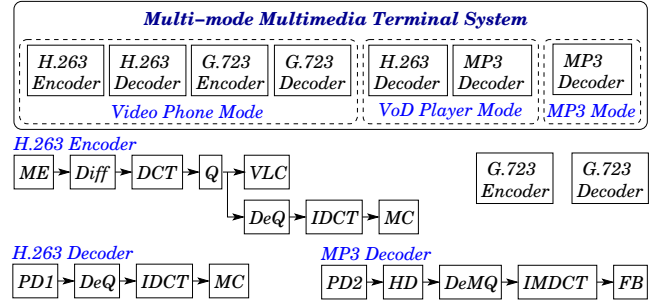 Multi-mode Multimedia Terminal System
H.263 H.263 G.723 G.723 H.263 MP3 MP3
Encoder Decoder Encoder Decoder Decoder Decoder Decoder
Video Phone Mode VoD Player Mode MP3 Mode
H.263 Encoder
ME Diff DCT Q VLC
DeQ IDCT MC
G.723 G.723
Encoder Decoder
H.263 Decoder MP3 Decoder
PD1 DeQ IDCT MC PD2 HD DeMQ IMDCT FB